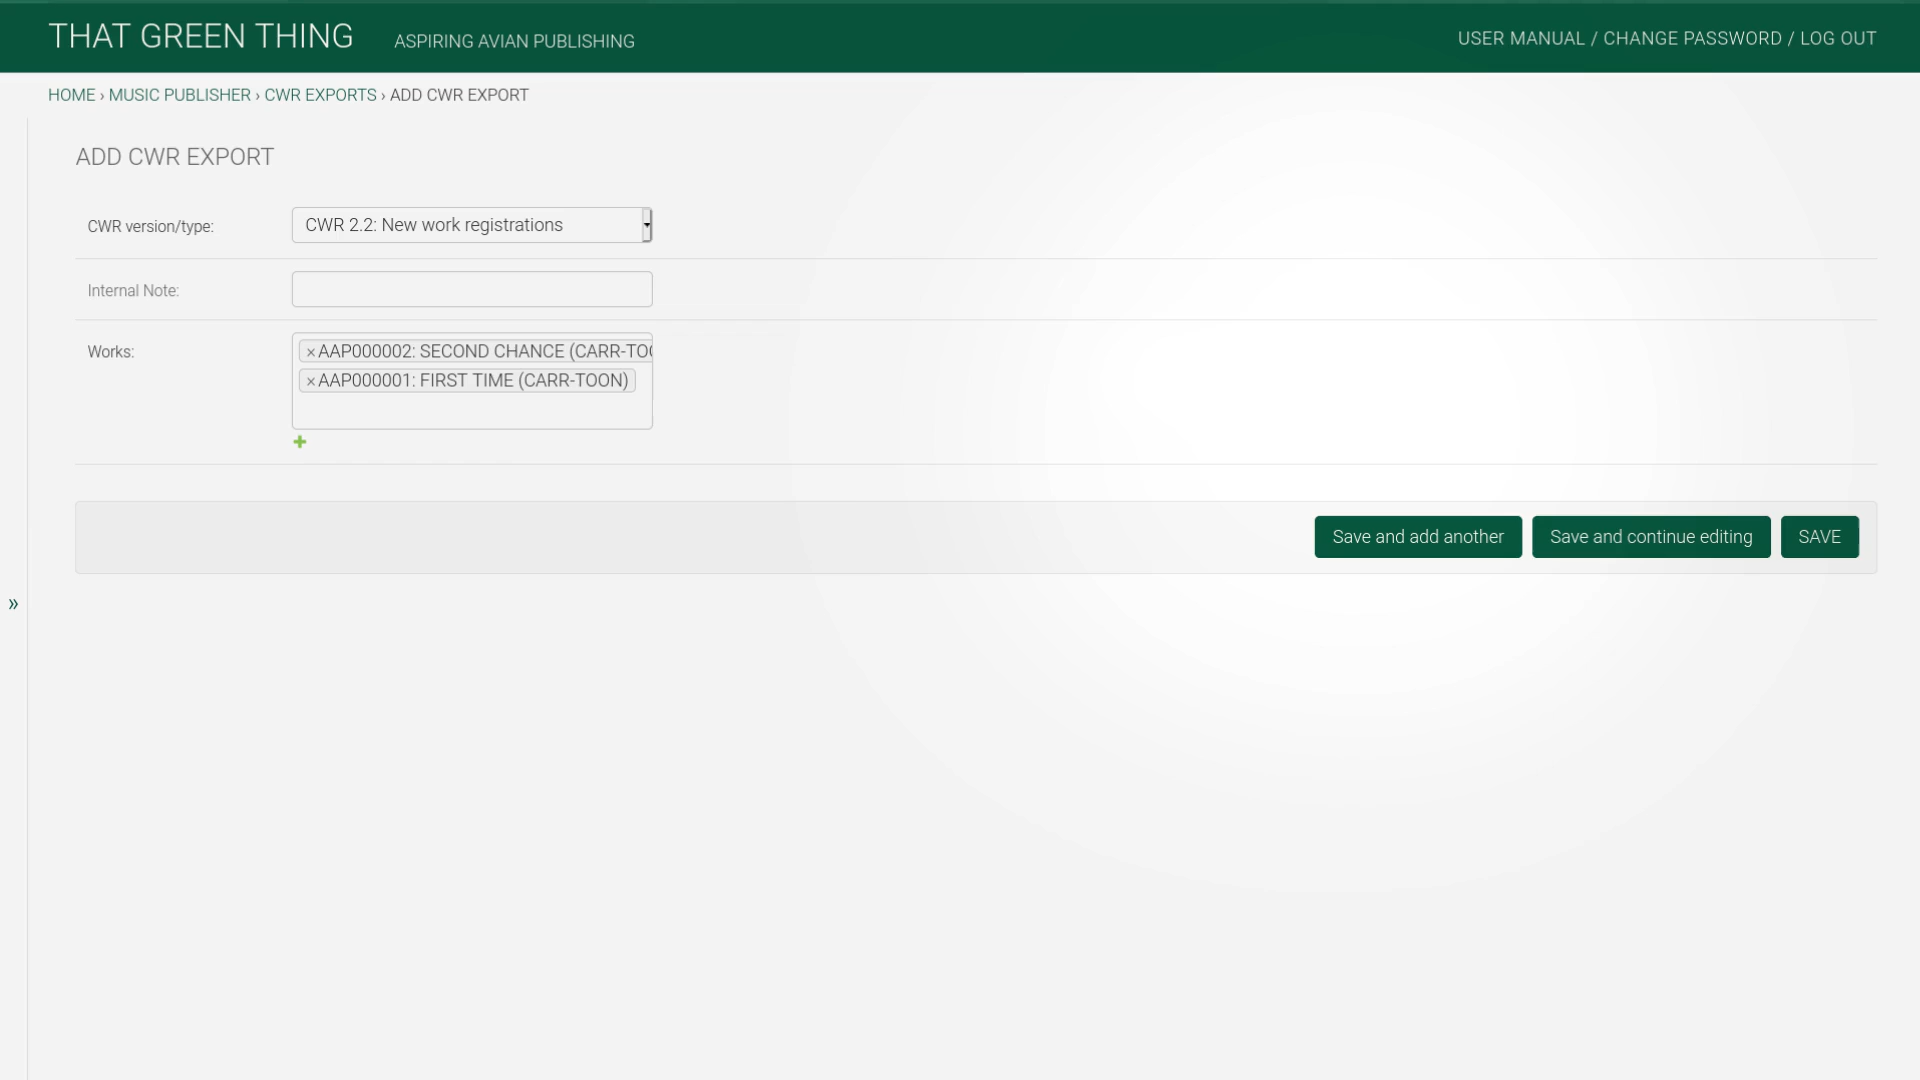 THAT GREEN THING ASPIRING AVIAN PUBLISHING USER MANUAL / CHANGE PASSWORD / LOG OUT
HOME › MUSIC PUBLISHER › CWR EXPORTS › ADD CWR EXPORT
ADD CWR EXPORT
CWR version/type: CWR 2.2: New work registrations
Internal Note:
Works: ×AAP000002: SECOND CHANCE (CARR-TOO
×AAP000001: FIRST TIME (CARR-TOON)
Save and add another Save and continue editing SAVE
»